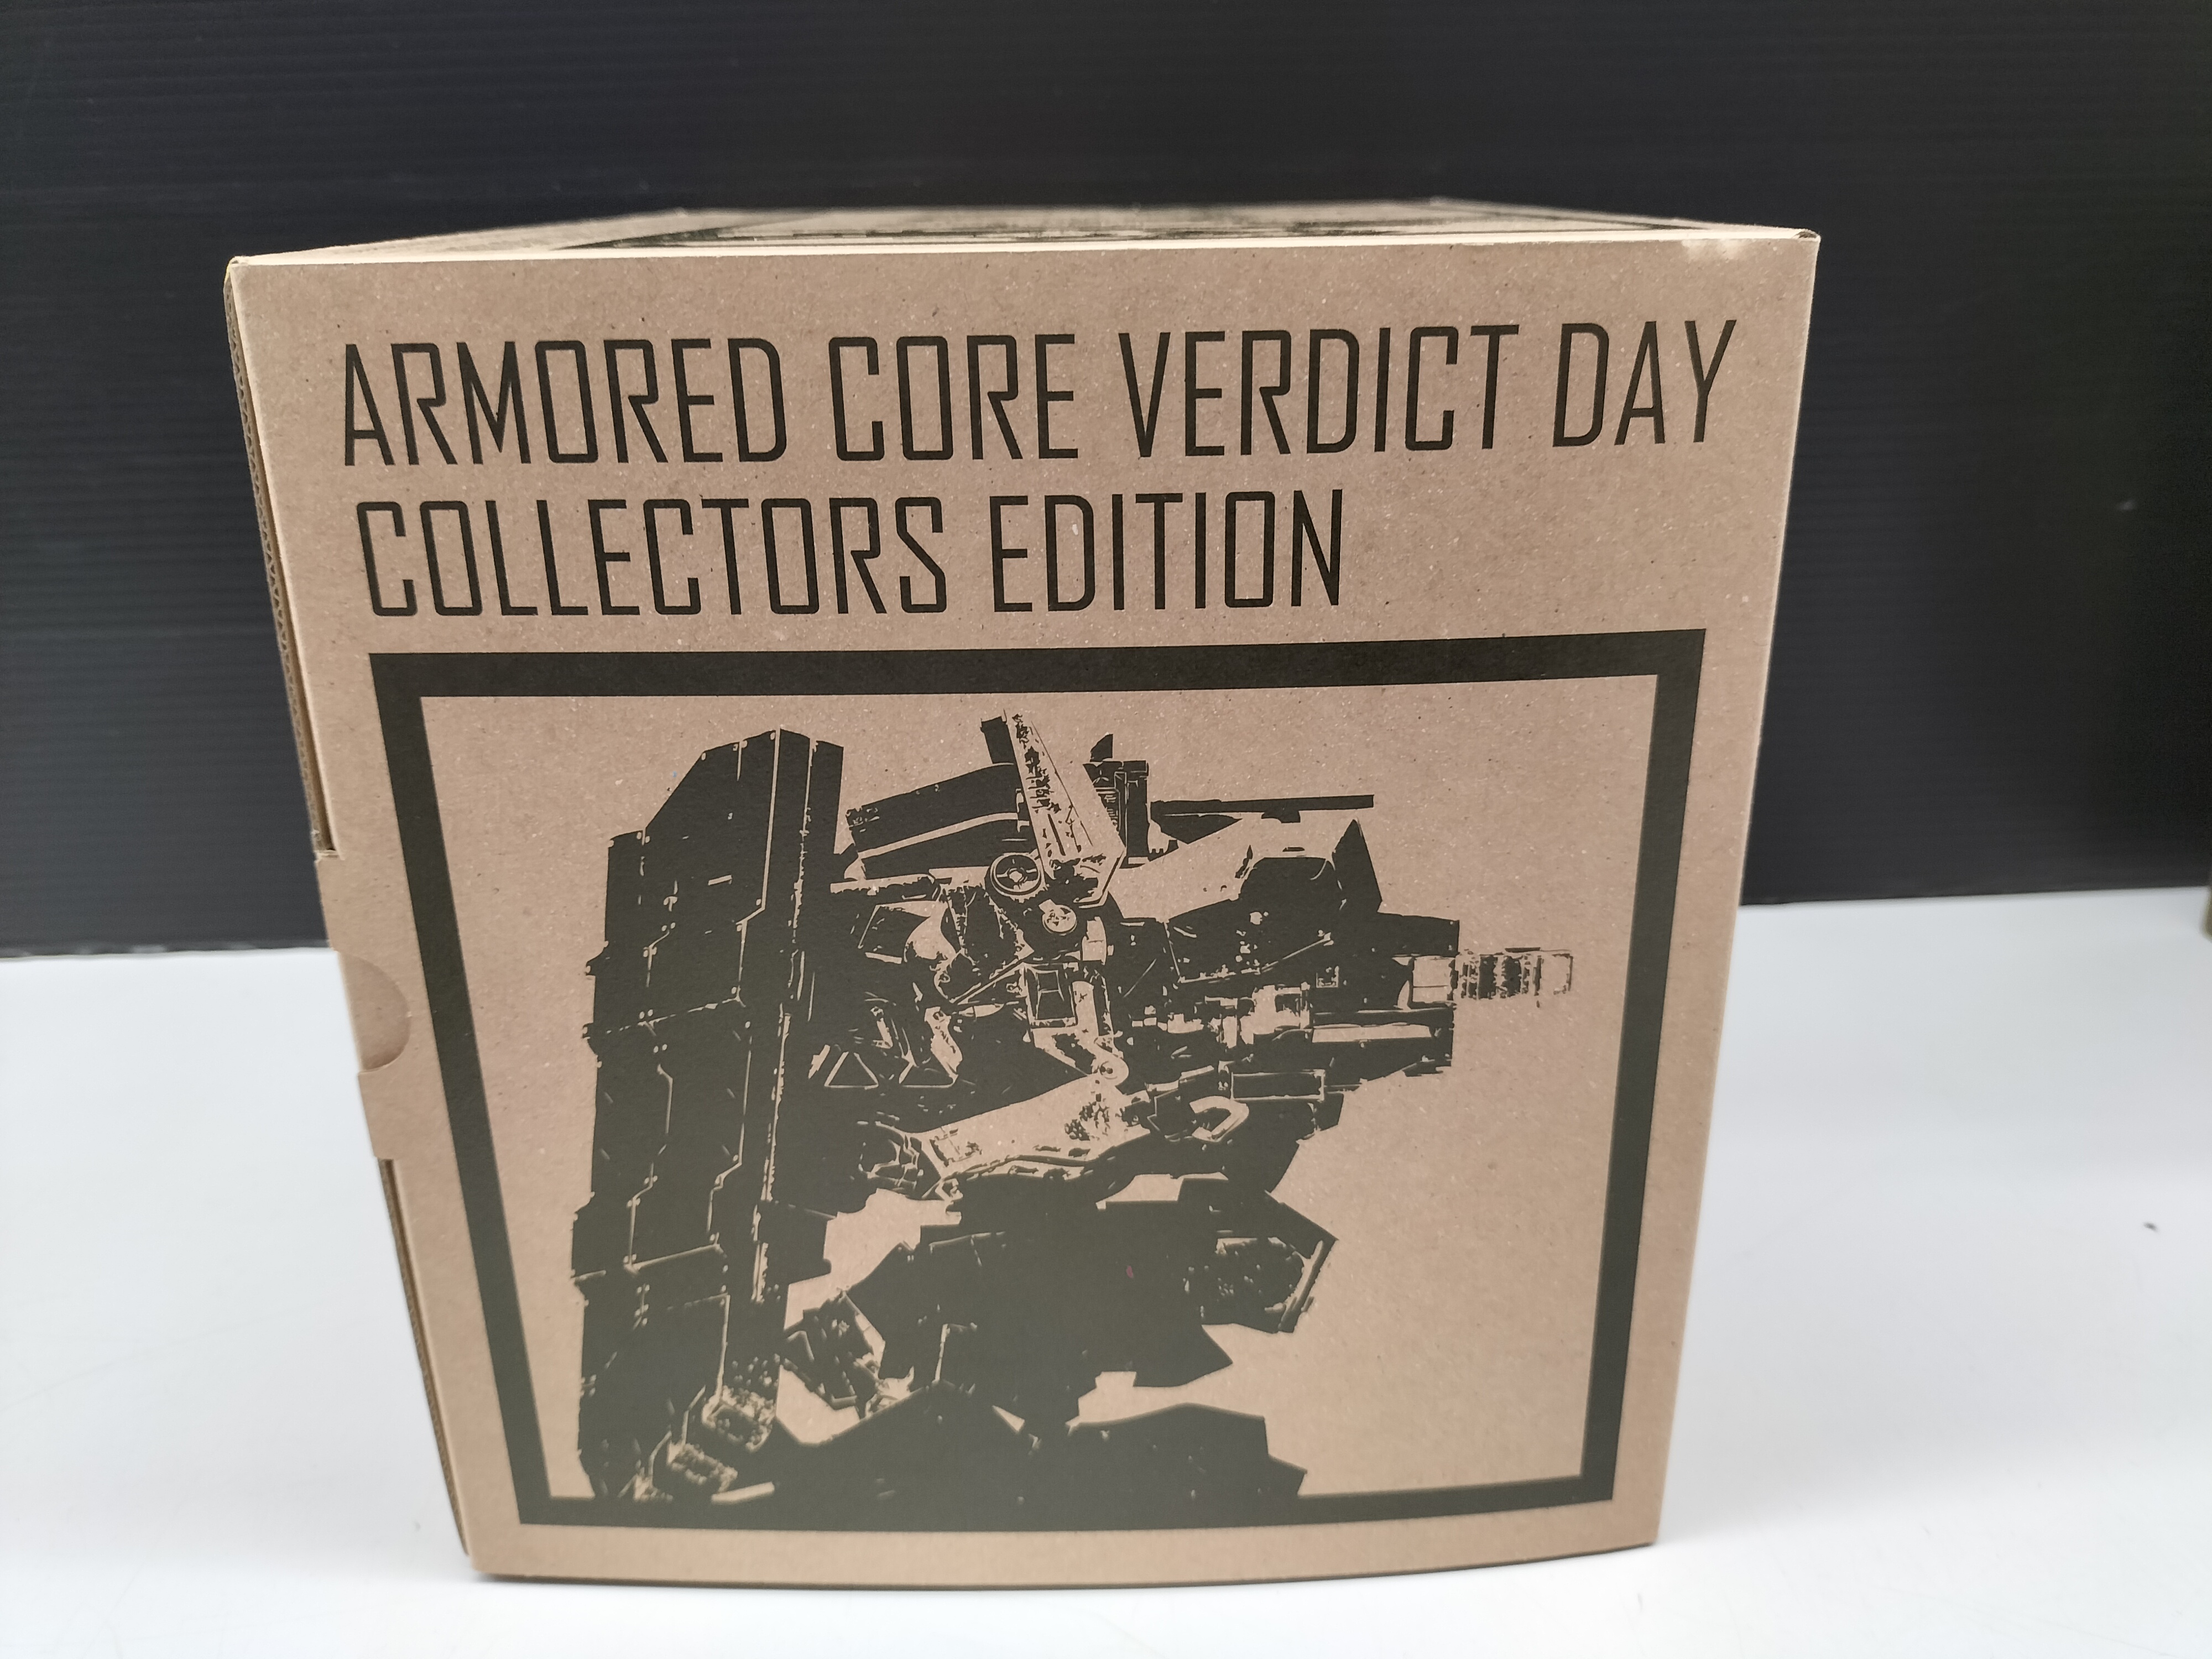 ARMORED CORE VERDICT DAY
COLLECTORS EDITION